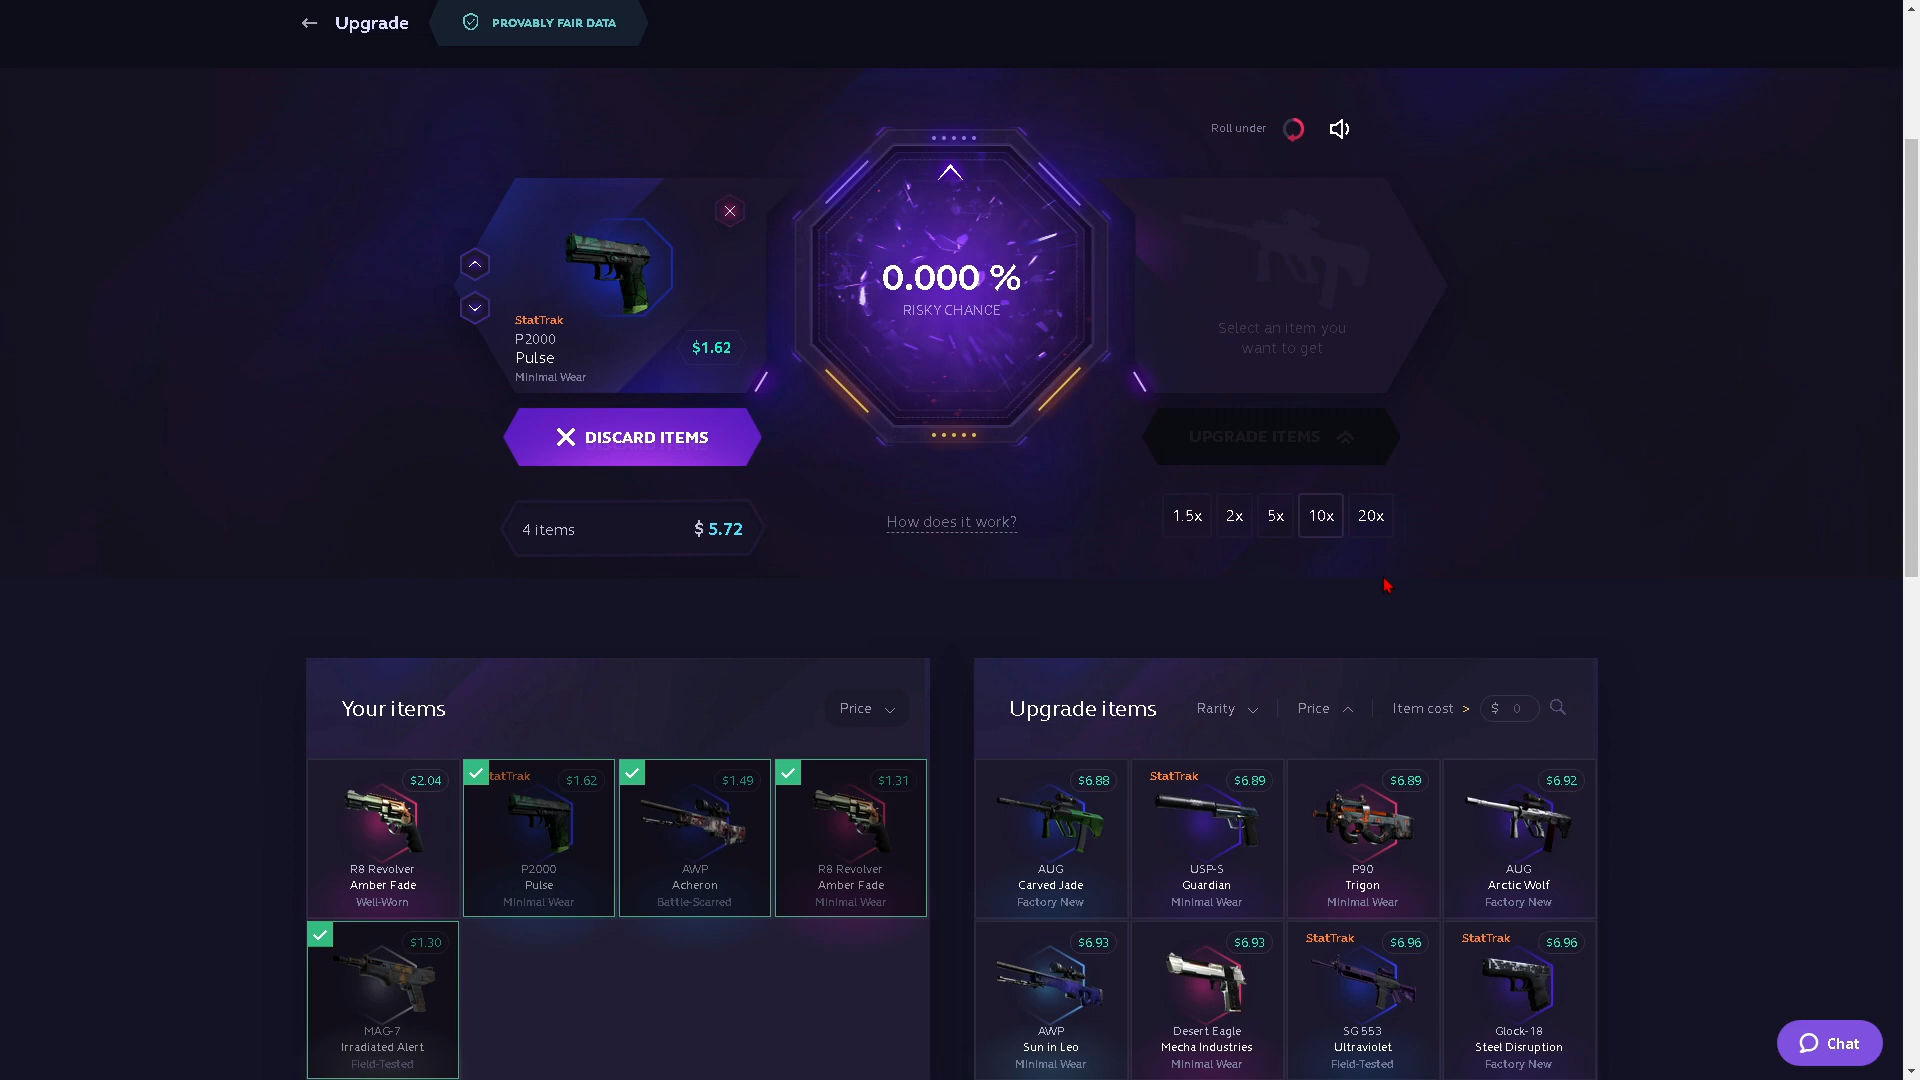 Upgrade
PROVABLY FAIR DATA
Roll under
0.000 %
RISKY CHANCE
StatTrak
P2000
Pulse
Minimal Wear
$1.62
Select an item you
want to get
DISCARD ITEMS
UPGRADE ITEMS
4 items
$ 5.72
How does it work?
1.5x
2x
5x
10x
20x
Your items
Price
Upgrade items
Rarity
Price
Item cost >
$ 0
$2.04
R8 Revolver
Amber Fade
Well-Worn
tatTrak
$1.62
P2000
Pulse
Minimal Wear
$1.49
AWP
Acheron
Battle-Scarred
$1.31
R8 Revolver
Amber Fade
Minimal Wear
$1.30
MAG-7
Irradiated Alert
Field-Tested
$6.88
AUG
Carved Jade
Factory New
StatTrak
$6.89
USP-S
Guardian
Minimal Wear
$6.89
P90
Trigon
Minimal Wear
$6.92
AUG
Arctic Wolf
Factory New
$6.93
AWP
Sun in Leo
Minimal Wear
$6.93
Desert Eagle
Mecha Industries
Minimal Wear
StatTrak
$6.96
SG 553
Ultraviolet
Field-Tested
StatTrak
$6.96
Glock-18
Steel Disruption
Factory New
Chat